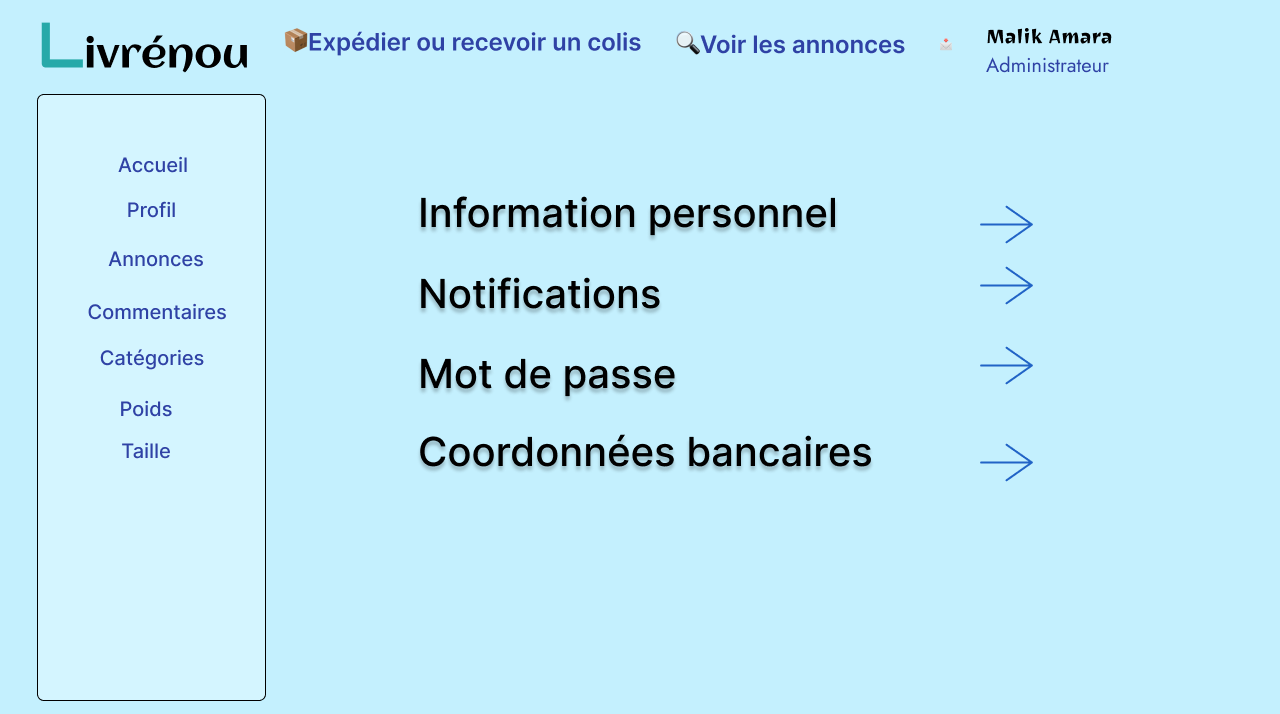 Livrénou
📦Expédier ou recevoir un colis
🔍Voir les annonces
Malik Amara
Administrateur
Accueil
Profil
Annonces
Commentaires
Catégories
Poids
Taille
Information personnel
Notifications
Mot de passe
Coordonnées bancaires